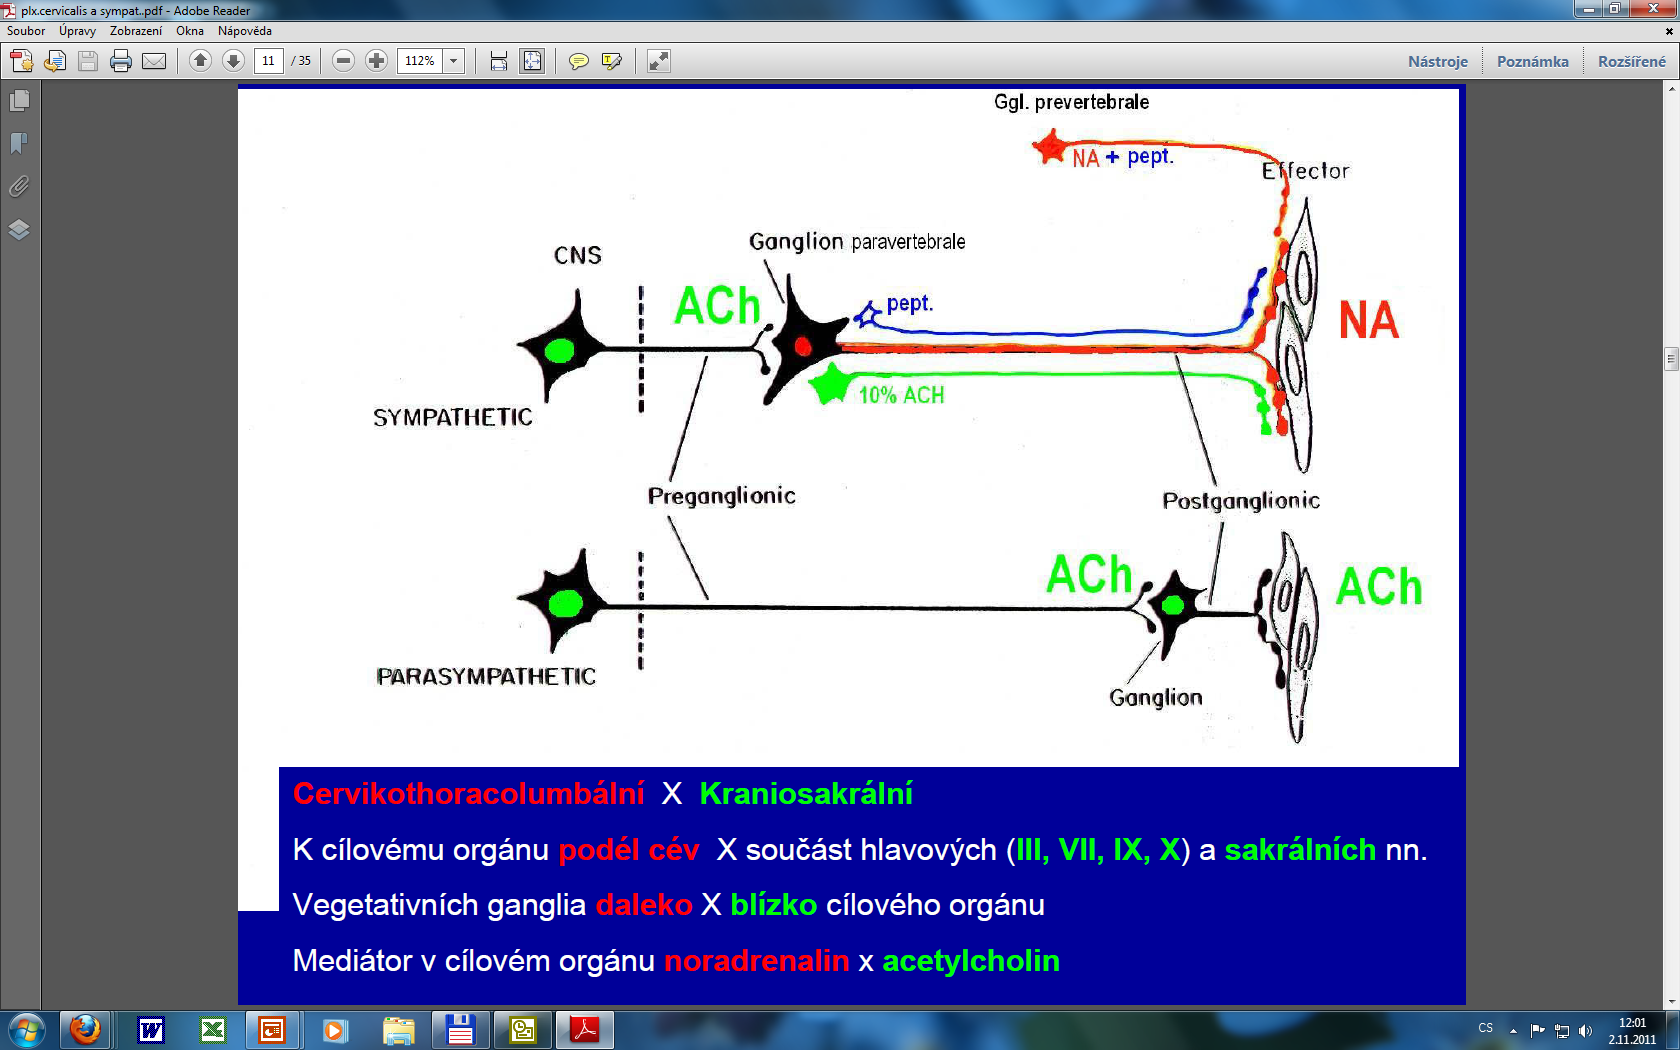 plx.cervicalis a sympat..pdf - Adobe Reader
Soubor Úpravy Zobrazení Okna Nápověda
11 / 35 112% Nástroje Poznámka Rozšířené
Ggl. prevertebrale
NA + pept.
Effector
Ganglion paravertebrale
CNS
ACh
pept.
NA
10% ACH
SYMPATHETIC
Preganglionic
Postganglionic
ACh
ACh
PARASYMPATHETIC
Ganglion
Cervikothoracolumbální X Kraniosakrální
K cílovému orgánu podél cév X součást hlavových (III, VII, IX, X) a sakrálních nn.
Vegetativních ganglia daleko X blízko cílového orgánu
Mediátor v cílovém orgánu noradrenalin x acetylcholin
CS
12:01
2.11.2011